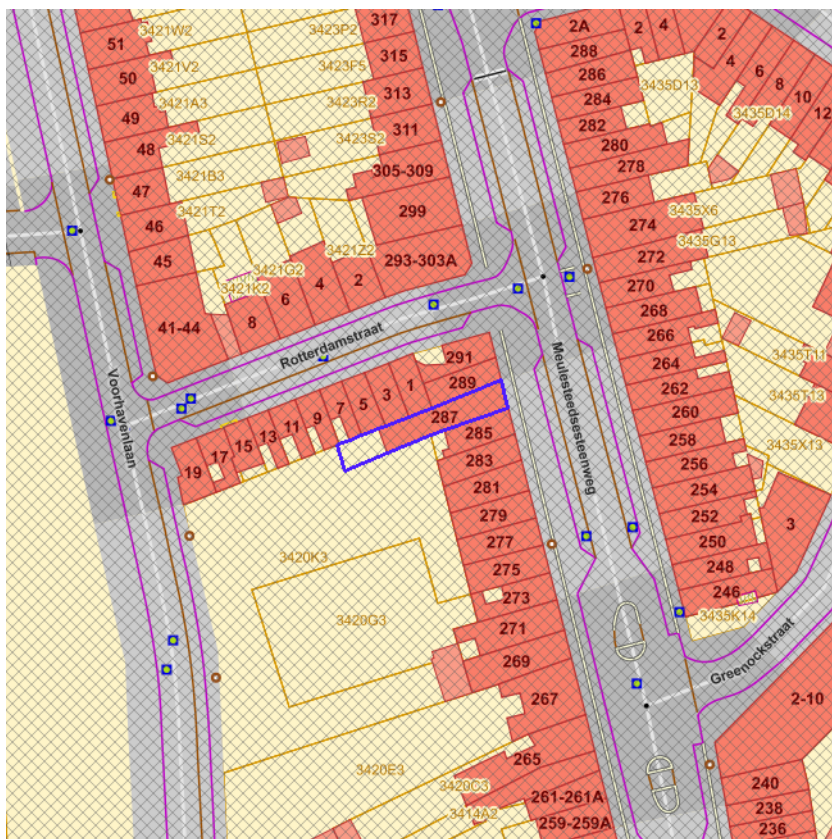 317
2A
2
4
2
51
3421W2
3423P2
315
288
4
6
50
3421V2
3423F5
286
3435D13
8
313
284
10
49
3421A3
3423R2
3435D14
12
311
282
48
3421S2
3423S2
280
305-309
278
47
3421B3
276
299
46
3421T2
274
3435X6
3421Z2
272
3435G13
45
293-303A
3421G2
2
270
3421K2
4
268
6
266
41-44
8
Rotterdamstraat
264
3435T11
291
Voorhavenlaan
Meulesteedsesteenweg
289
262
1
3435T13
3
287
260
5
7
9
285
258
3435X13
11
13
283
256
15
17
281
254
19
279
252
3
277
250
3420K3
275
248
273
246
3420G3
3435K14
271
Greenockstraat
269
267
2-10
265
3420E3
3420C3
240
261-261A
3414A2
238
259-259A
236